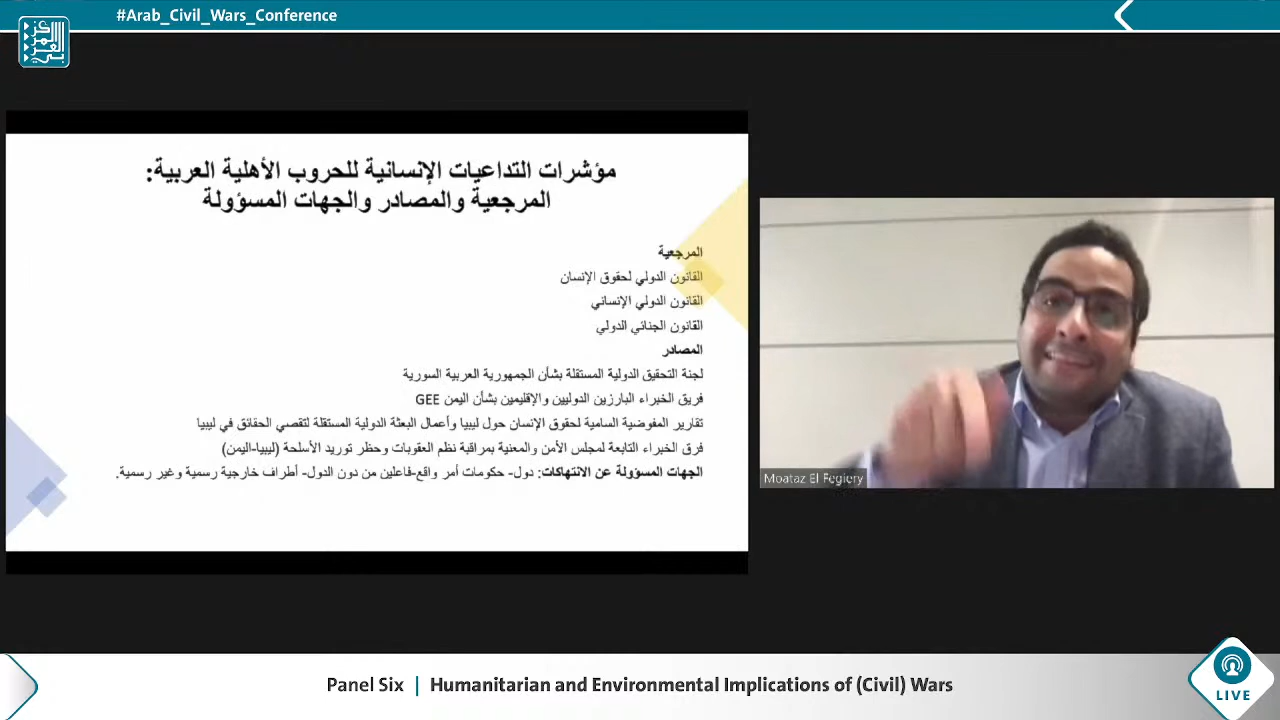 #Arab_Civil_Wars_Conference
مؤشرات التداعيات الإنسانية للحروب الأهلية العربية:
المرجعية والمصادر والجهات المسؤولة
المرجعية
القانون الدولي لحقوق الإنسان
القانون الدولي الإنساني
القانون الجنائي الدولي
المصادر
لجنة التحقيق الدولية المستقلة بشأن الجمهورية العربية السورية
فريق الخبراء البارزين الدوليين والإقليمين بشأن اليمن GEE
تقارير المفوضية السامية لحقوق الإنسان حول ليبيا وأعمال البعثة الدولية المستقلة لتقصي الحقائق في ليبيا
فرق الخبراء التابعة لمجلس الأمن والمعنية بمراقبة نظم العقوبات وحظر توريد الأسلحة (ليبيا-اليمن)
الجهات المسؤولة عن الانتهاكات: دول- حكومات أمر واقع-فاعلين من دون الدول- أطراف خارجية رسمية وغير رسمية.
Moataz El Fegiery
Panel Six | Humanitarian and Environmental Implications of (Civil) Wars
LIVE